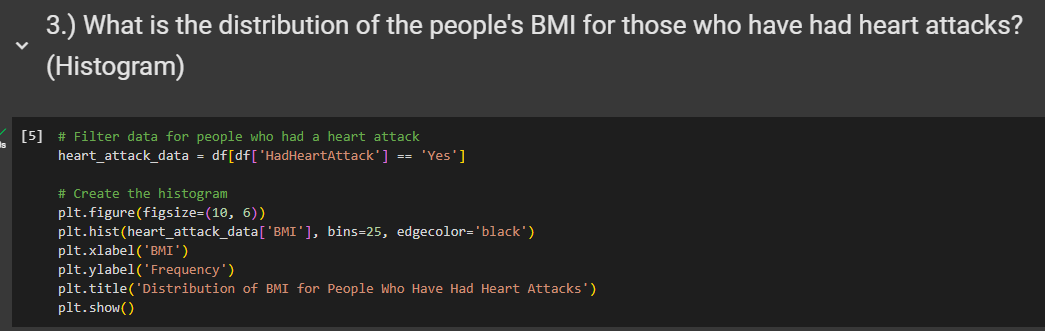 3.) What is the distribution of the people's BMI for those who have had heart attacks?
(Histogram)
[5] # Filter data for people who had a heart attack
heart_attack_data = df[df['HadHeartAttack'] == 'Yes']
# Create the histogram
plt.figure(figsize=(10, 6))
plt.hist(heart_attack_data['BMI'], bins=25, edgecolor='black')
plt.xlabel('BMI')
plt.ylabel('Frequency')
plt.title('Distribution of BMI for People Who Have Had Heart Attacks')
plt.show()